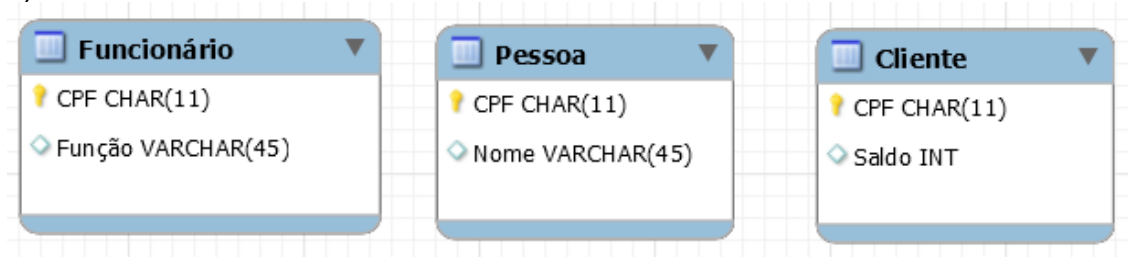 Funcionário
CPF CHAR(11)
Função VARCHAR(45)
Pessoa
CPF CHAR(11)
Nome VARCHAR(45)
Cliente
CPF CHAR(11)
Saldo INT